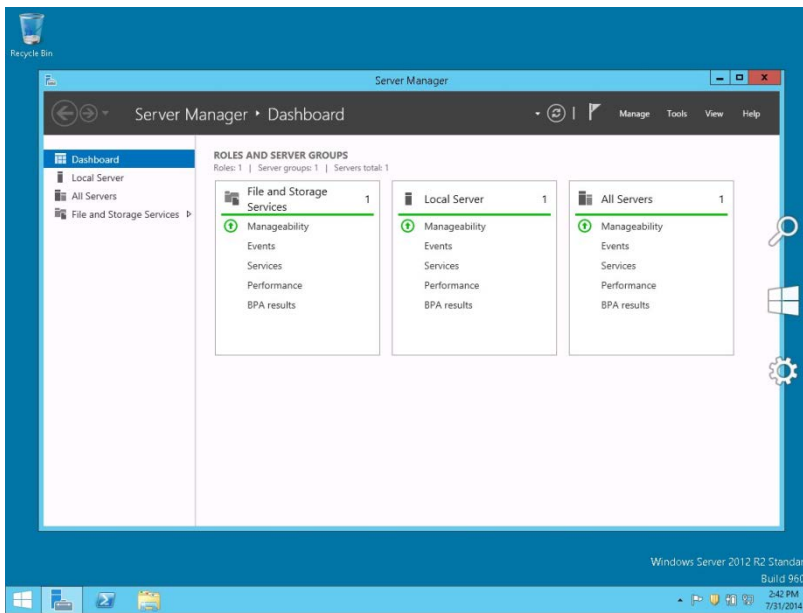 Recycle Bin
Server Manager
Server Manager • Dashboard
Manage Tools View Help
Dashboard
Local Server
All Servers
File and Storage Services
ROLES AND SERVER GROUPS
Roles: 1 | Server groups: 1 | Servers total: 1
File and Storage
Services
1
Manageability
Events
Services
Performance
BPA results
Local Server 1
Manageability
Events
Services
Performance
BPA results
All Servers 1
Manageability
Events
Services
Performance
BPA results
Windows Server 2012 R2 Standar
Build 960
2:42 PM
7/31/2014